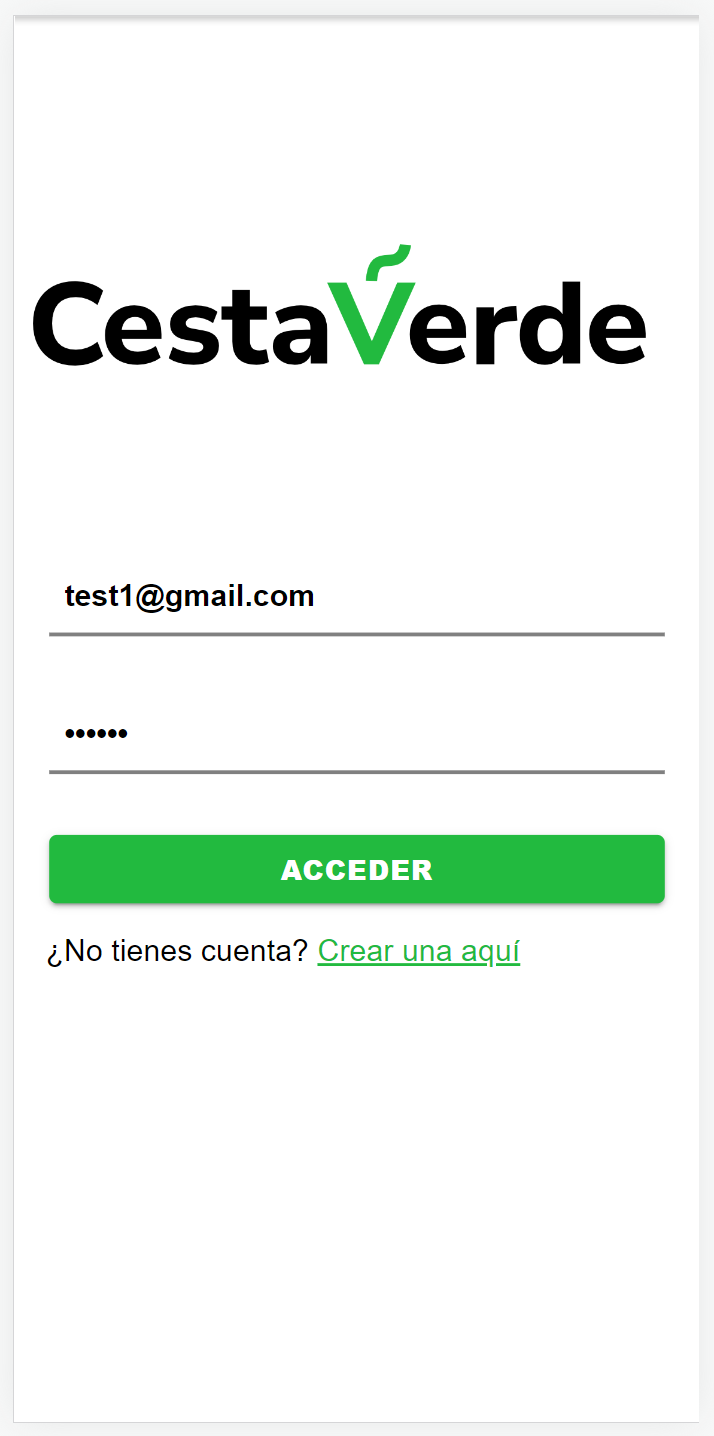 CestaVerde
test1@gmail.com
••••••
ACCEDER
¿No tienes cuenta? Crear una aquí